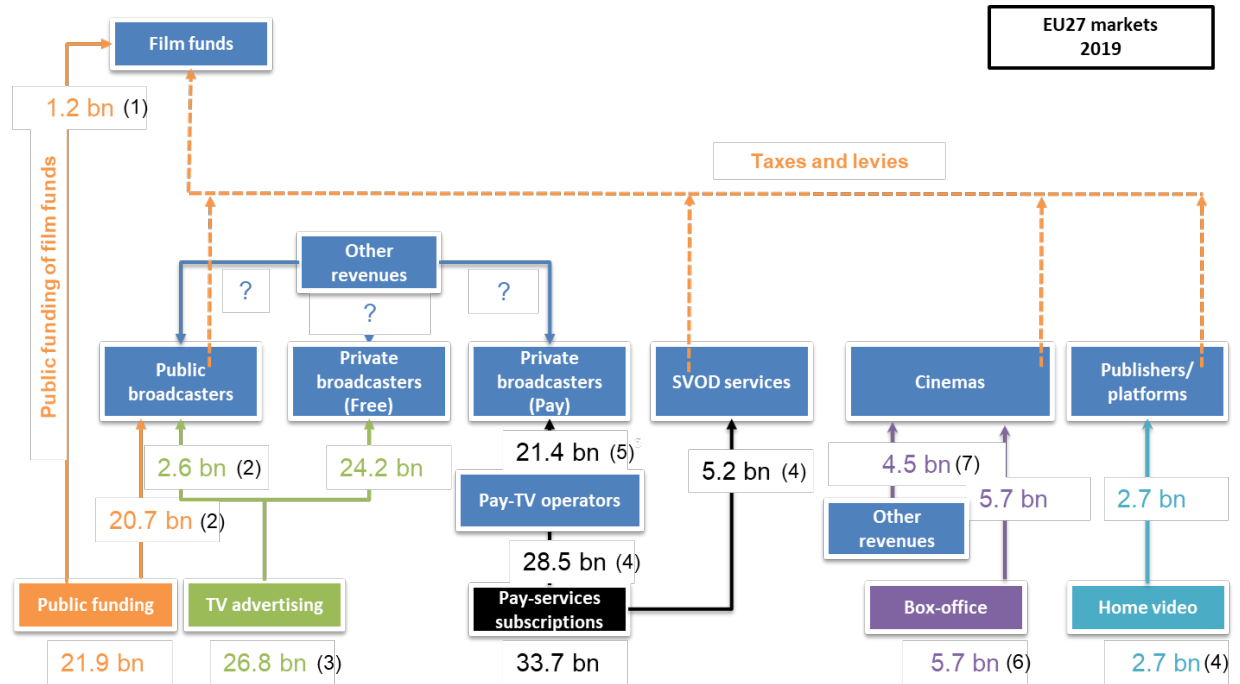 EU27 markets
2019
Film funds
1.2 bn (1)
Public funding of film funds
Taxes and levies
Other
revenues
?
?
?
Public
broadcasters
Private
broadcasters
(Free)
Private
broadcasters
(Pay)
SVOD services
Cinemas
Publishers/
platforms
2.6 bn (2)
24.2 bn
21.4 bn (5)
5.2 bn (4)
4.5 bn (7)
5.7 bn
2.7 bn
20.7 bn (2)
Pay-TV operators
Other
revenues
28.5 bn (4)
Public funding
TV advertising
Pay-services
subscriptions
Box-office
Home video
21.9 bn
26.8 bn (3)
33.7 bn
5.7 bn (6)
2.7 bn (4)